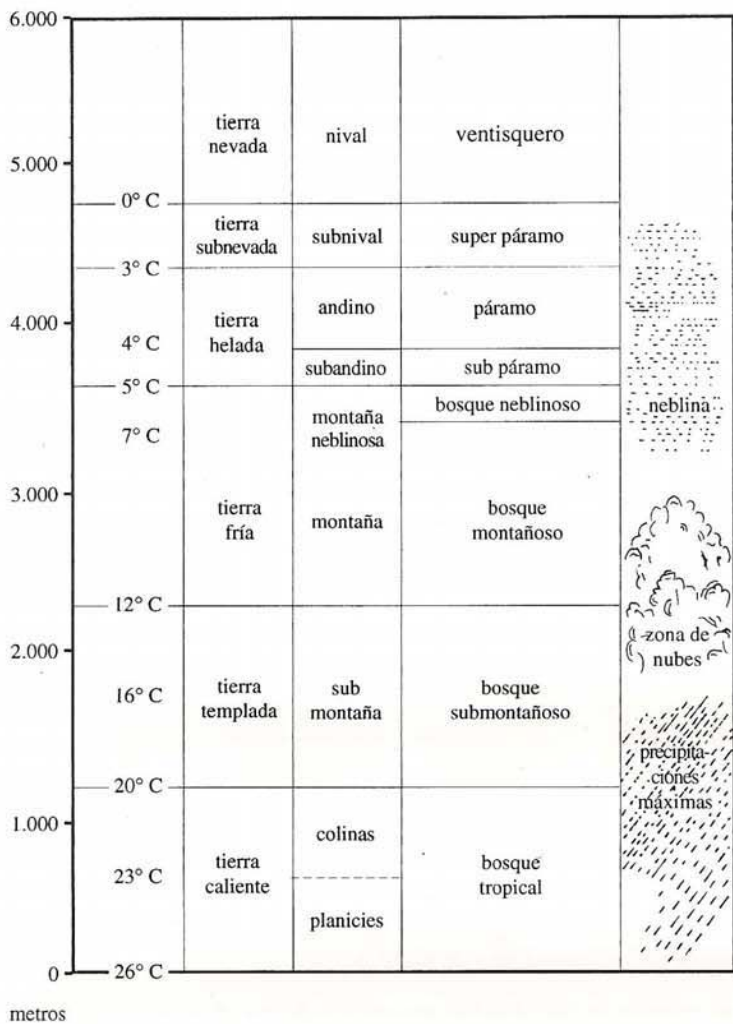 6.000
tierra
nevada
nival
ventisquero
5.000
0° C
tierra
subnevada
subnival
super páramo
3° C
4.000
tierra
helada
andino
páramo
4° C
subandino
sub páramo
5° C
bosque neblinoso
neblina
7° C
montaña
neblinosa
3.000
tierra
fría
montaña
bosque
montañoso
12° C
zona de
nubes
2.000
16° C
tierra
templada
sub
montaña
bosque
submontañoso
precipita-
ciones
máximas
20° C
1.000
colinas
23° C
tierra
caliente
bosque
tropical
planicies
0
26° C
metros